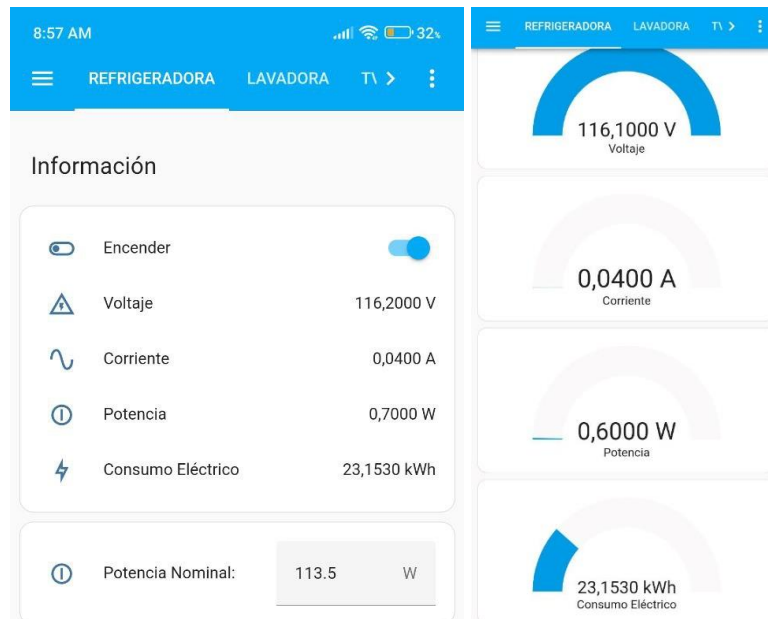 8:57 AM 32%
REFRIGERADORA LAVADORA
Información
Encender
Voltaje 116,2000 V
Corriente 0,0400 A
Potencia 0,7000 W
Consumo Eléctrico 23,1530 kWh
Potencia Nominal: 113.5 W
REFRIGERADORA LAVADORA
116,1000 V
Voltaje
0,0400 A
Corriente
0,6000 W
Potencia
23,1530 kWh
Consumo Eléctrico